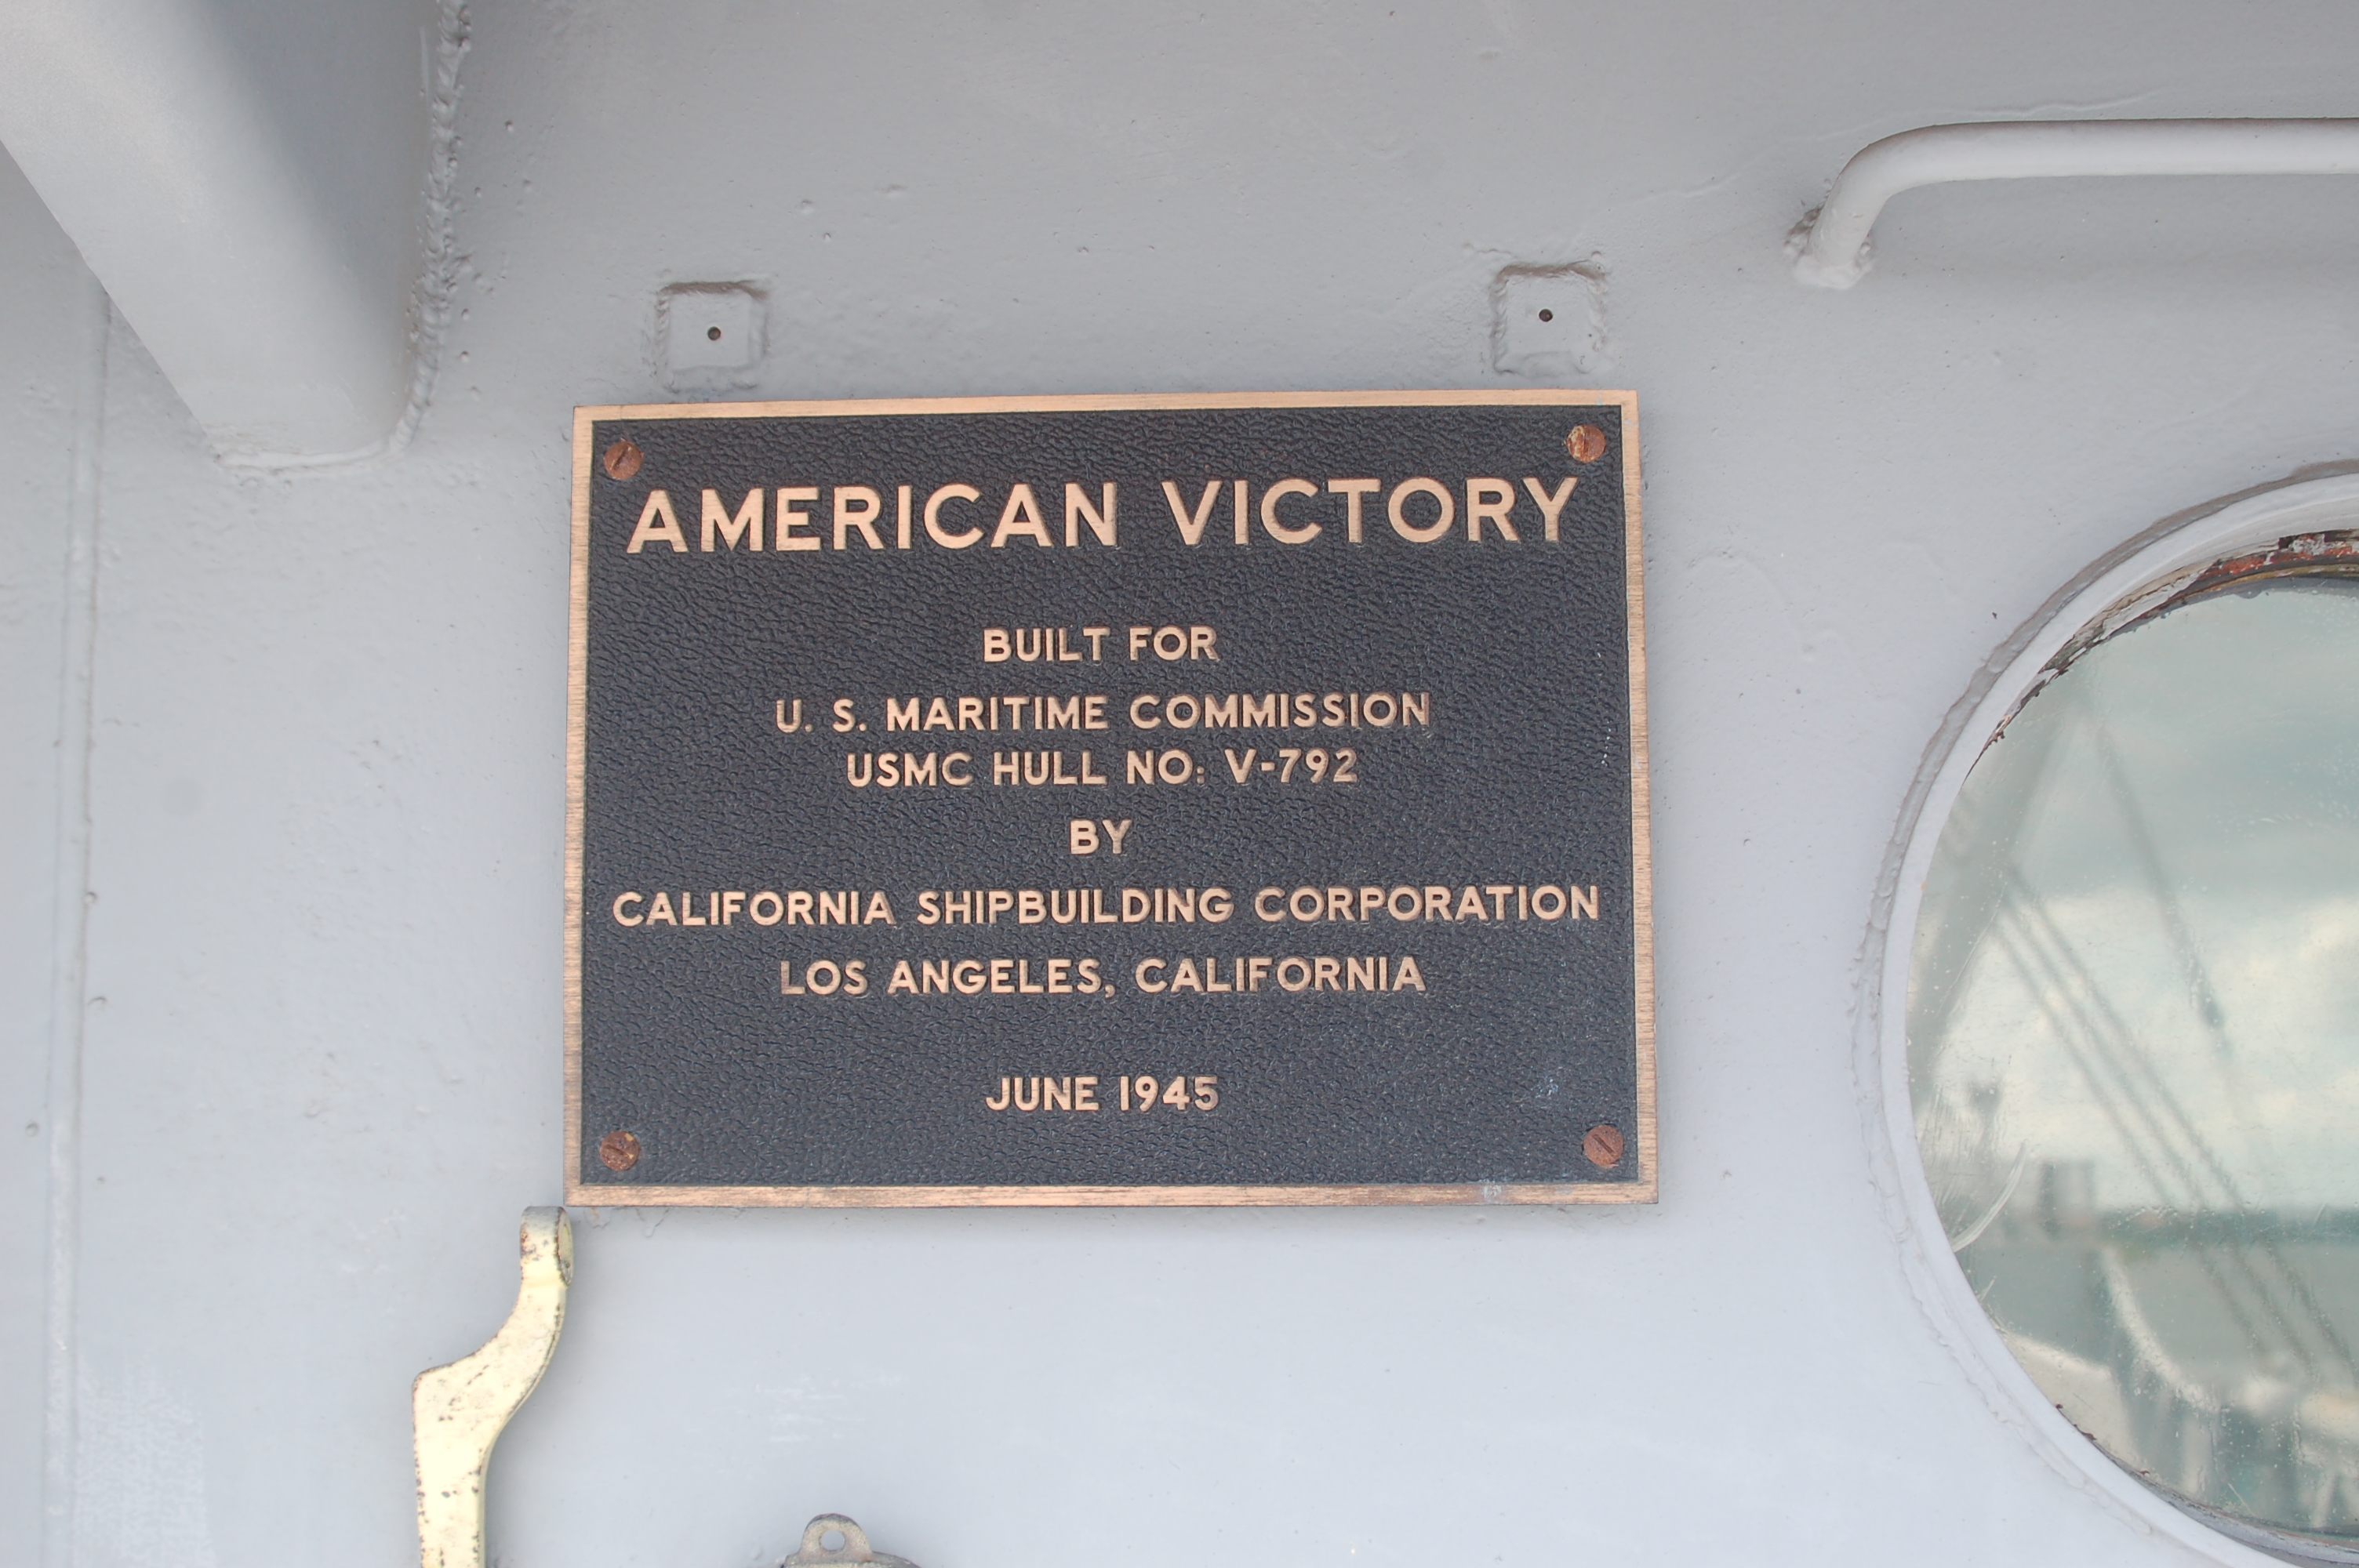 AMERICAN VICTORY
BUILT FOR
U. S. MARITIME COMMISSION
USMC HULL NO: V-792
BY
CALIFORNIA SHIPBUILDING CORPORATION
LOS ANGELES, CALIFORNIA
JUNE 1945